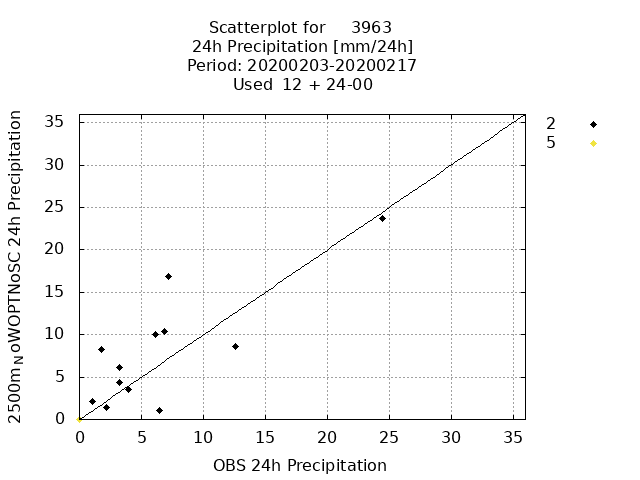 Scatterplot for 3963
24h Precipitation [mm/24h]
Period: 20200203-20200217
Used 12 + 24-00
2
5
35
30
25
20
15
10
5
0
0 5 10 15 20 25 30 35
2500m_NoWOPTNoSC 24h Precipitation
OBS 24h Precipitation